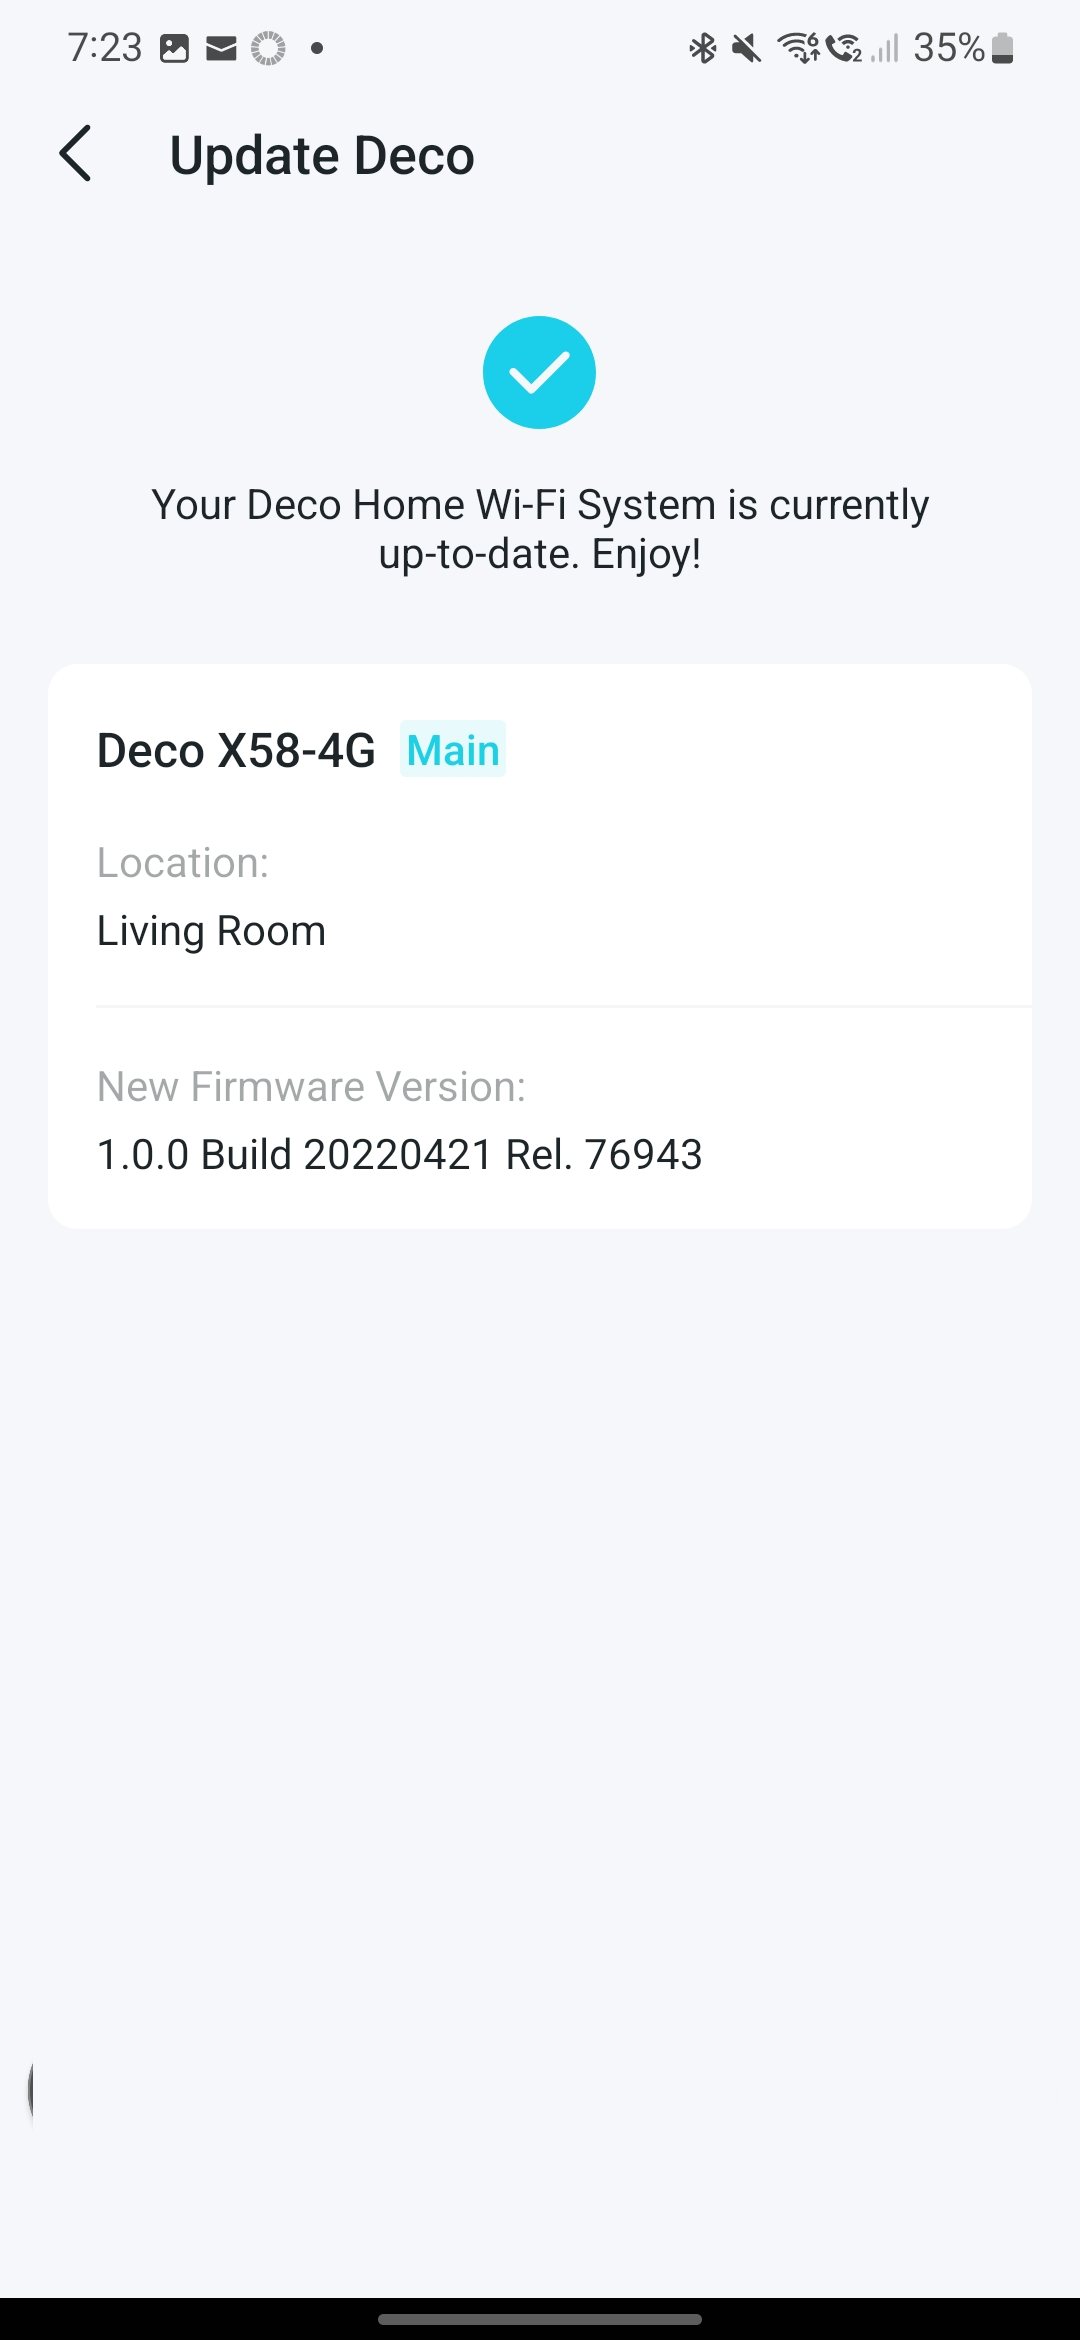 7:23 35%
Update Deco
Your Deco Home Wi-Fi System is currently
up-to-date. Enjoy!
Deco X58-4G Main
Location:
Living Room
New Firmware Version:
1.0.0 Build 20220421 Rel. 76943